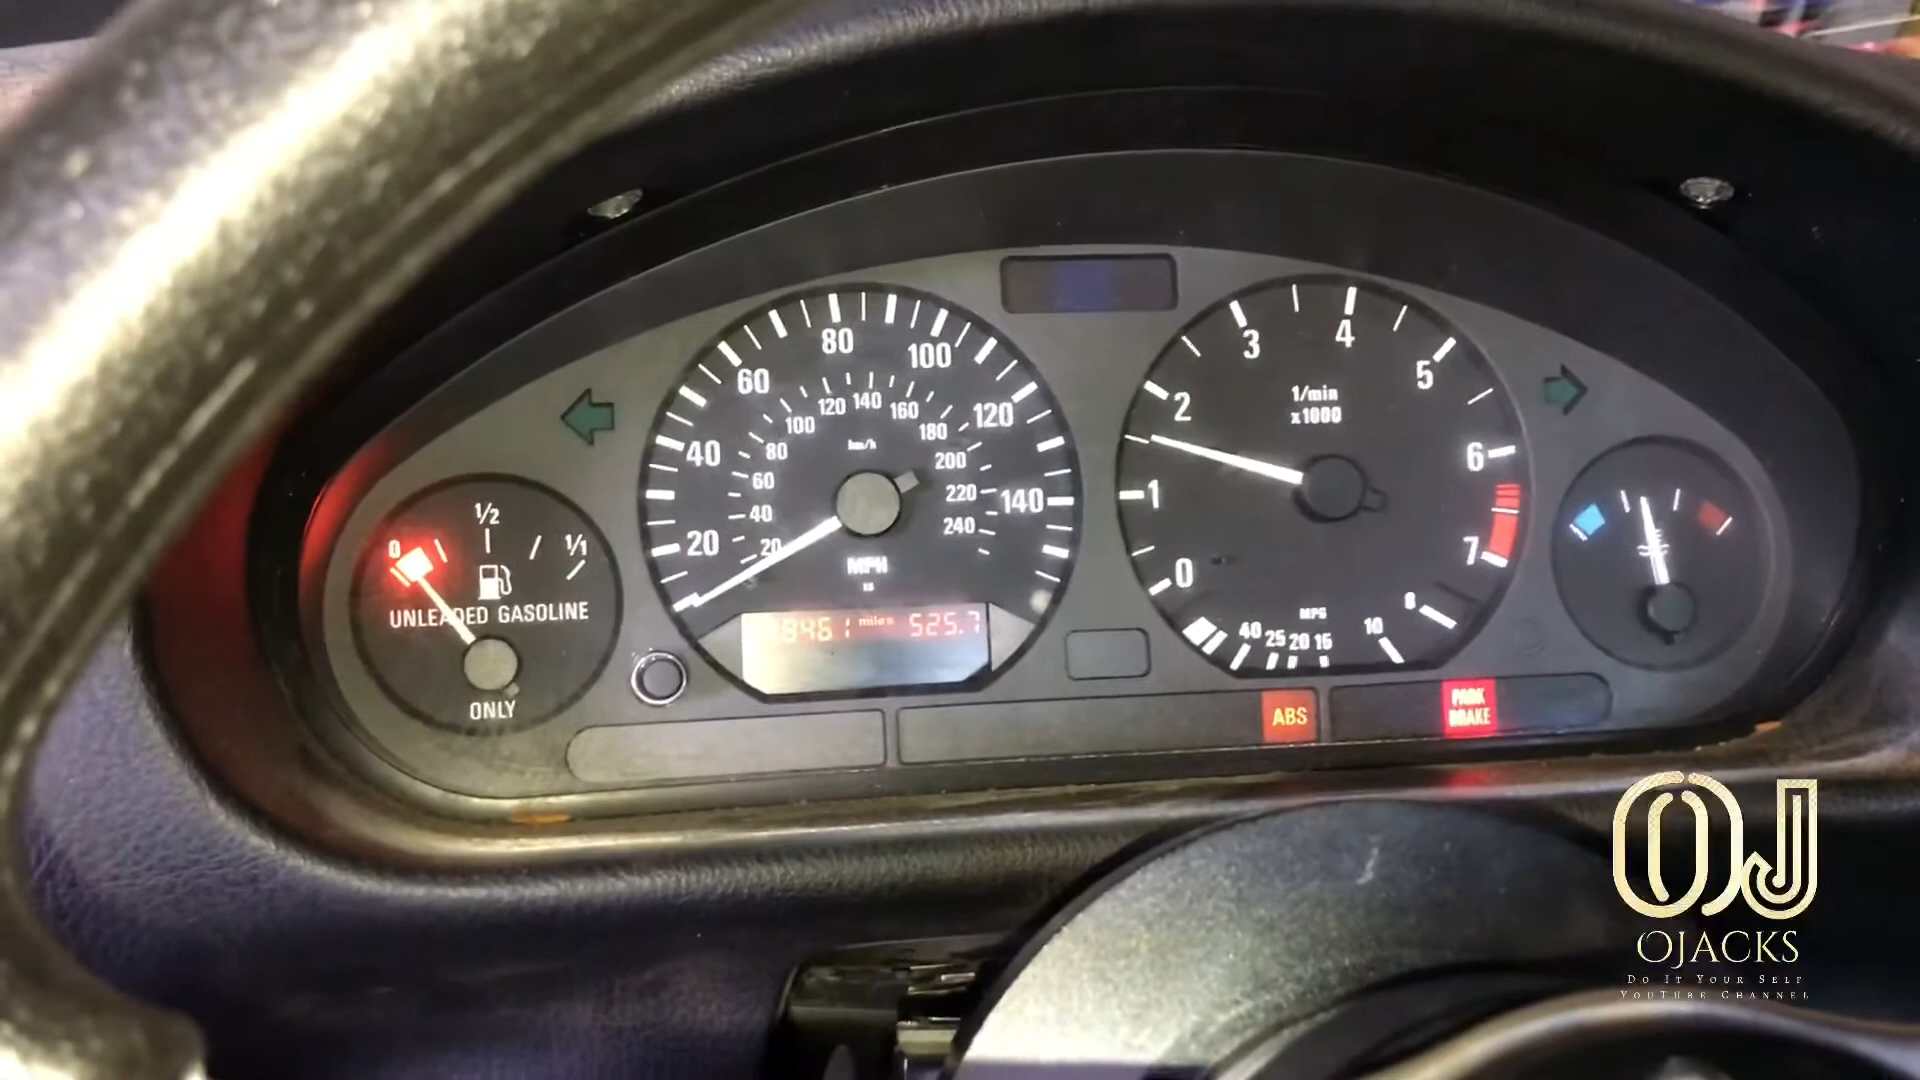 0
1/2
1/1
UNLEADED GASOLINE
ONLY
20
40
60
80
100
120
140
20
40
60
80
100
120
140
160
180
200
220
240
km/h
MPH
miles 525.7
0
1
2
3
4
5
6
7
1/min
x1000
MPG
40 25 20 15 10 8
ABS
PARK
BRAKE
OJ
OJACKS
DO IT YOUR SELF
YOUTUBE CHANNEL